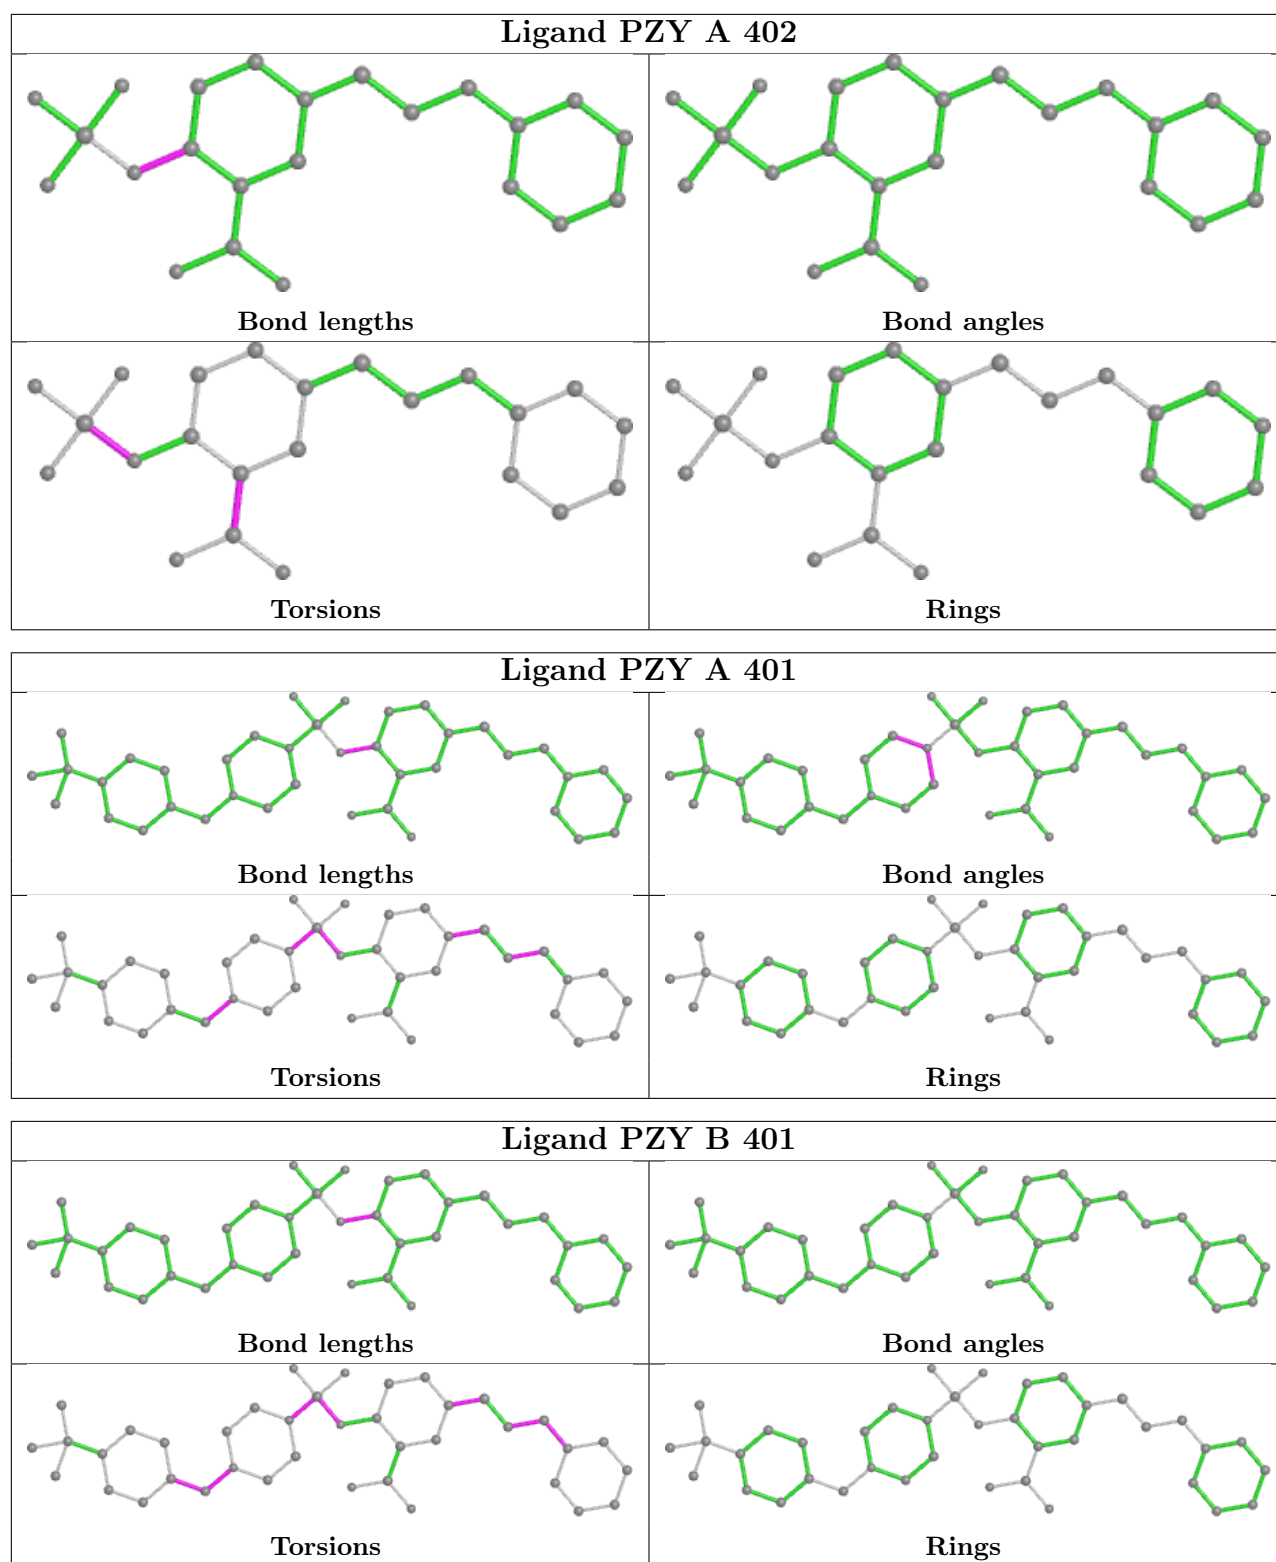 Ligand PZY A 402
Bond lengths
Bond angles
Torsions
Rings
Ligand PZY A 401
Bond lengths
Bond angles
Torsions
Rings
Ligand PZY B 401
Bond lengths
Bond angles
Torsions
Rings